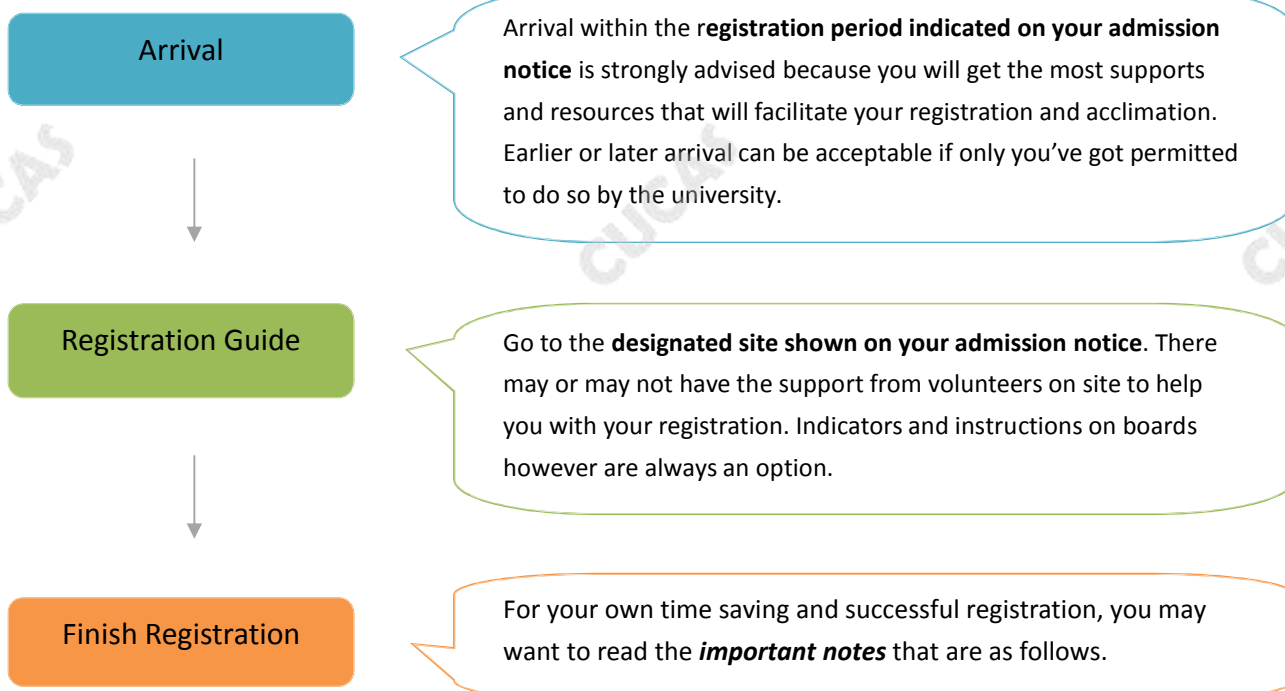 Arrival
Arrival within the registration period indicated on your admission
notice is strongly advised because you will get the most supports
and resources that will facilitate your registration and acclimation.
Earlier or later arrival can be acceptable if only you’ve got permitted
to do so by the university.
CUCAS
Registration Guide
Go to the designated site shown on your admission notice. There
may or may not have the support from volunteers on site to help
you with your registration. Indicators and instructions on boards
however are always an option.
Finish Registration
For your own time saving and successful registration, you may
want to read the important notes that are as follows.